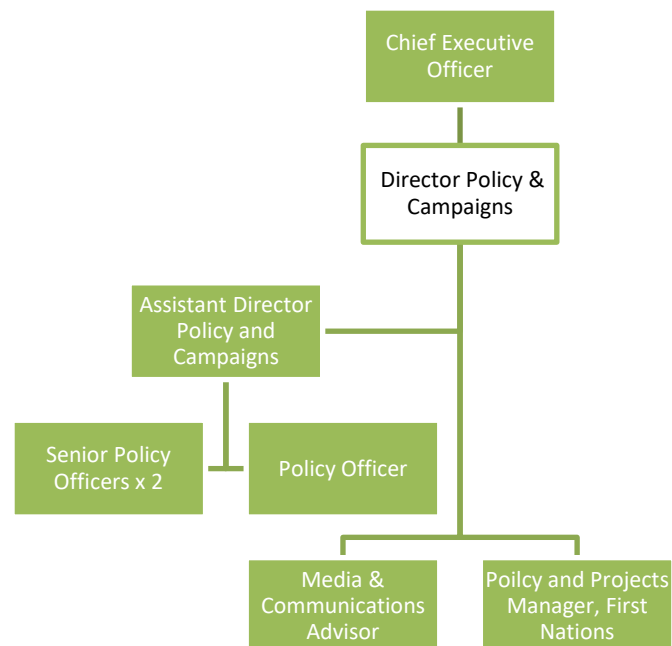 Chief Executive
Officer
Director Policy &
Campaigns
Assistant Director
Policy and
Campaigns
Senior Policy
Officers x 2
Policy Officer
Media &
Communications
Advisor
Poilcy and Projects
Manager, First
Nations